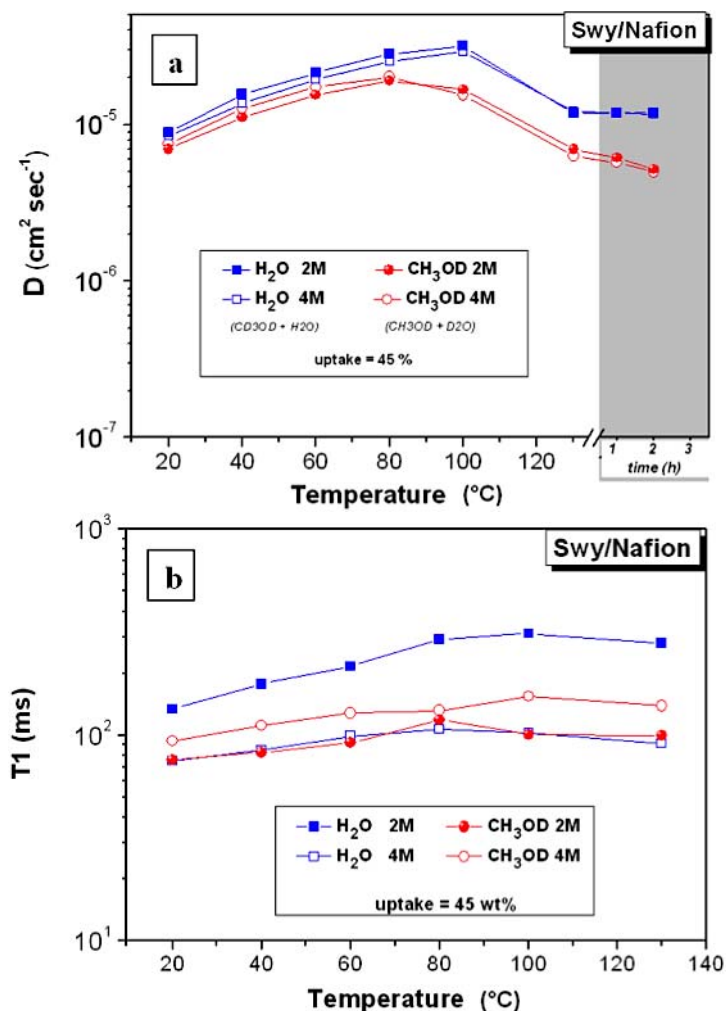 a
Swy/Nafion
D (cm² sec⁻¹)
10⁻⁵
10⁻⁶
10⁻⁷
H₂O 2M
CH₃OD 2M
H₂O 4M
CH₃OD 4M
(CD3OD + H2O)
(CH3OD + D2O)
uptake = 45 %
20 40 60 80 100 120
1 2 3
time (h)
Temperature (°C)
b
Swy/Nafion
T1 (ms)
10³
10²
10¹
H₂O 2M
CH₃OD 2M
H₂O 4M
CH₃OD 4M
uptake = 45 wt%
20 40 60 80 100 120 140
Temperature (°C)